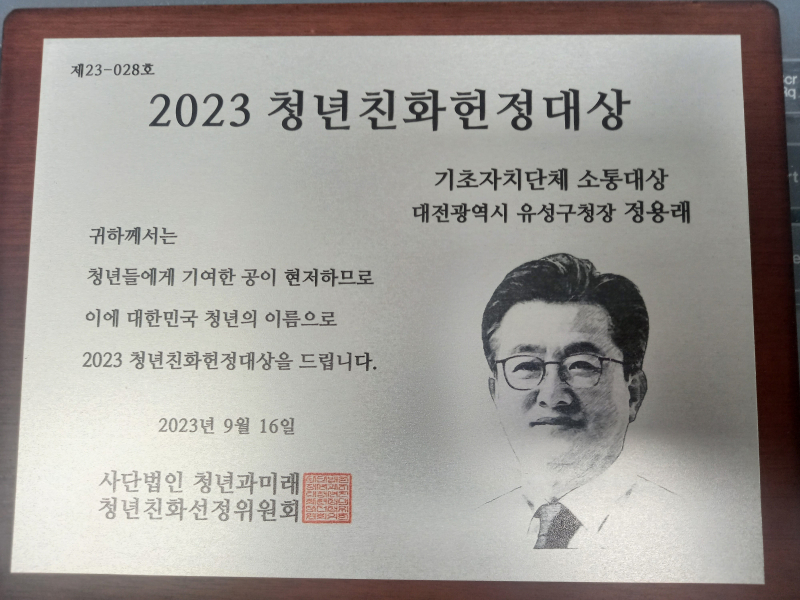 제23-028호
2023 청년친화헌정대상
기초자치단체 소통대상
대전광역시 유성구청장 정용래
귀하께서는
청년들에게 기여한 공이 현저하므로
이에 대한민국 청년의 이름으로
2023 청년친화헌정대상을 드립니다.
2023년 9월 16일
사단법인 청년과미래
청년친화선정위원회